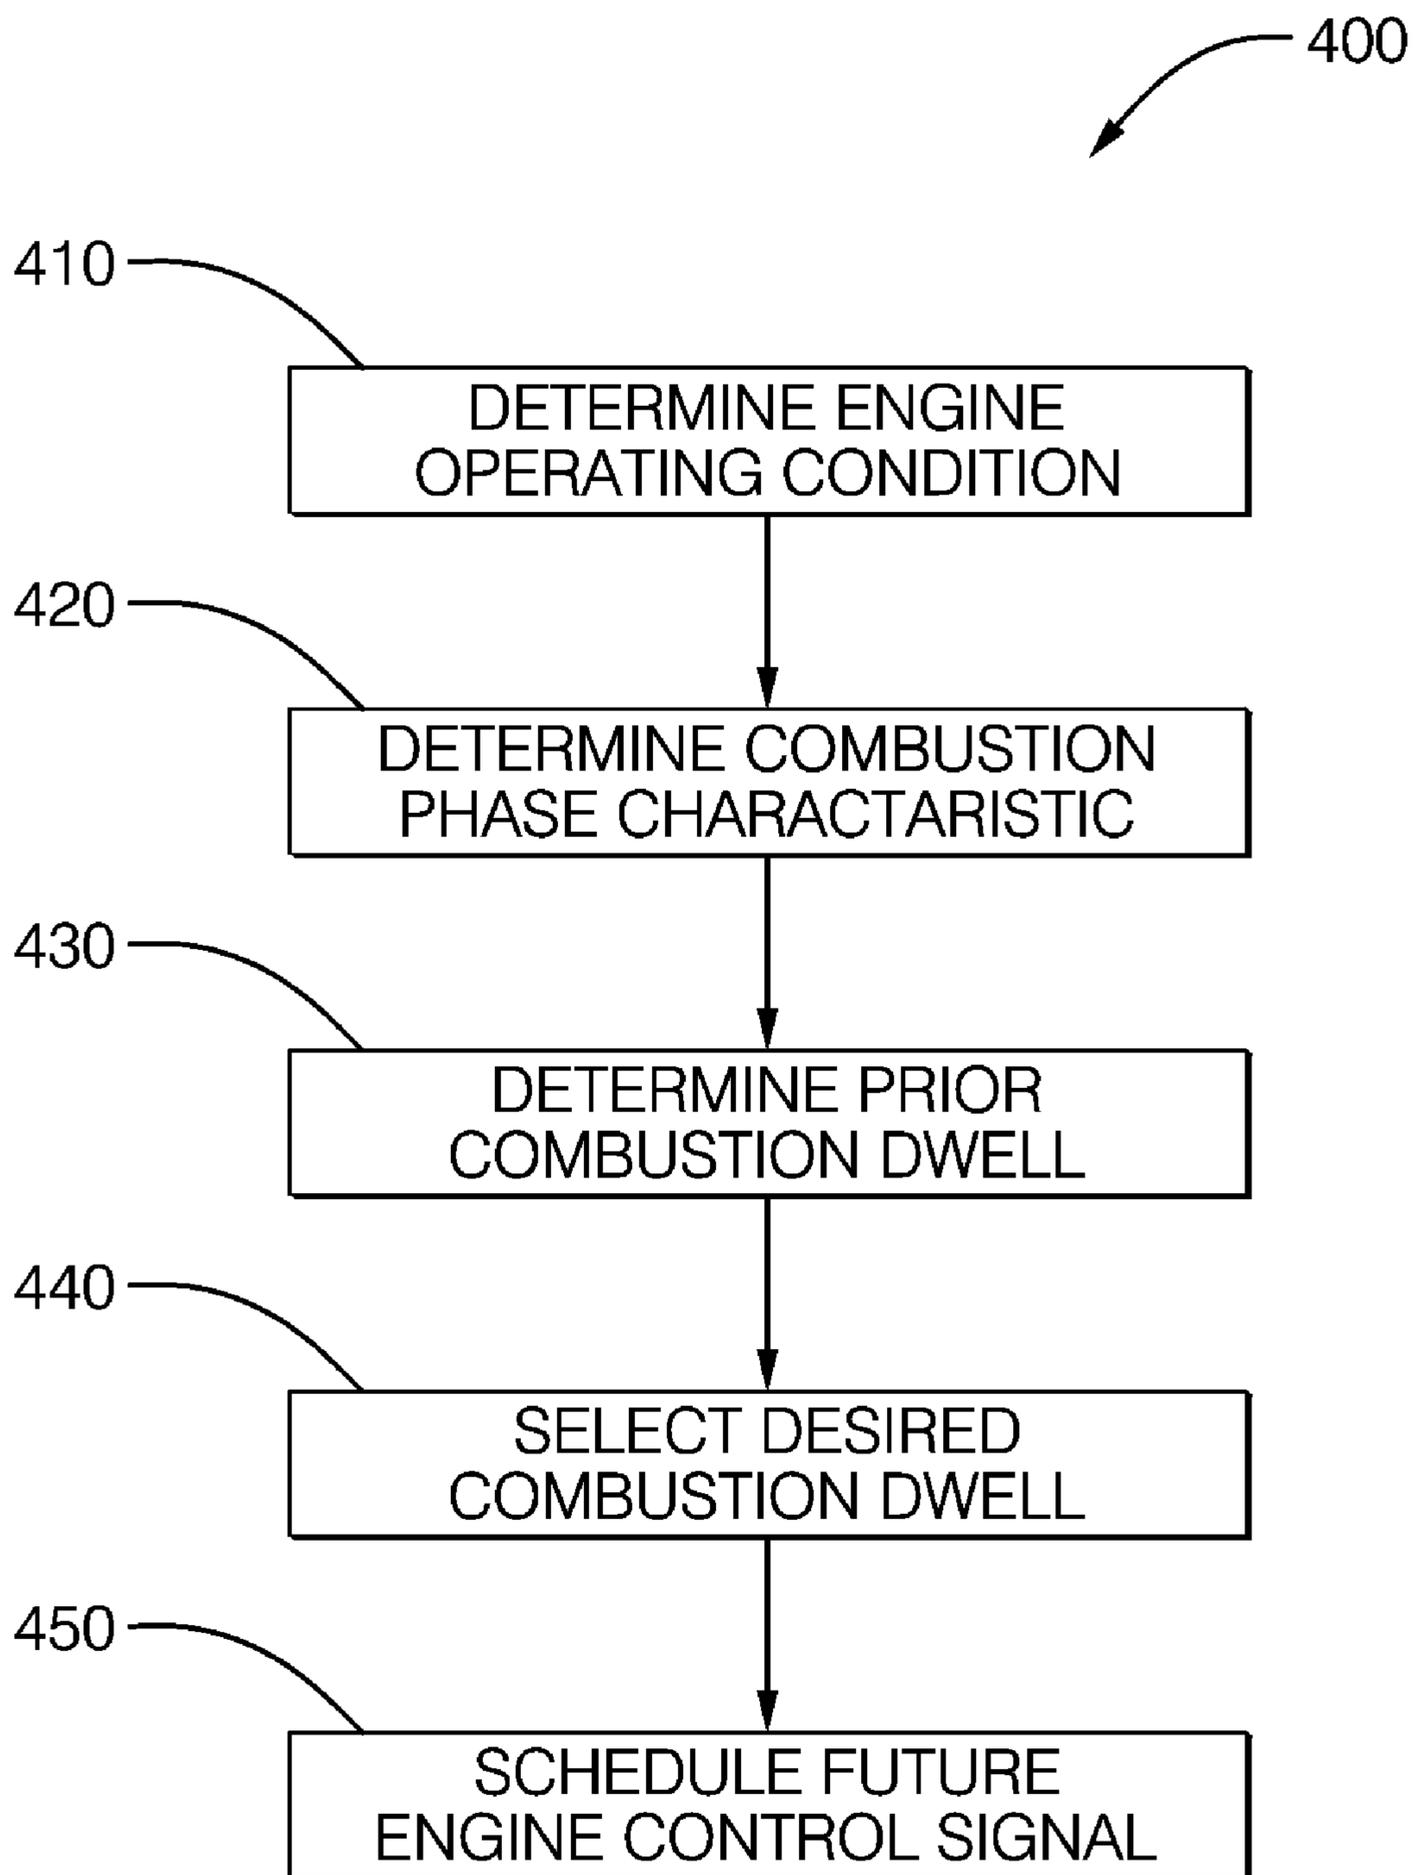 400
410
DETERMINE ENGINE
OPERATING CONDITION
420
DETERMINE COMBUSTION
PHASE CHARACTARISTIC
430
DETERMINE PRIOR
COMBUSTION DWELL
440
SELECT DESIRED
COMBUSTION DWELL
450
SCHEDULE FUTURE
ENGINE CONTROL SIGNAL